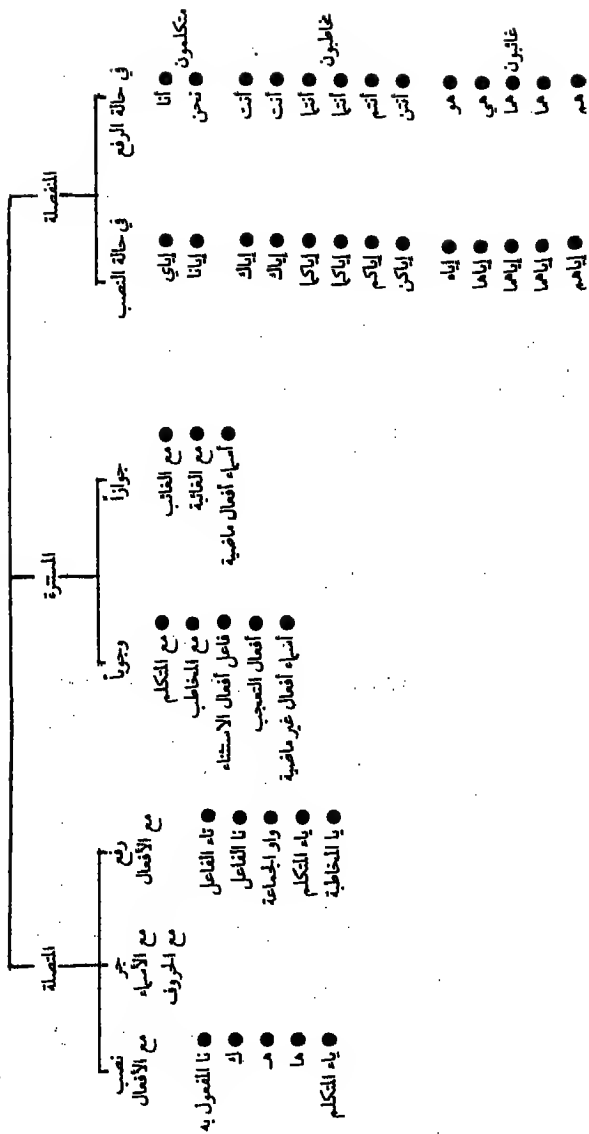 المنفصلة
في حالة الرفع
متكلمون
● أنا
● نحن
مخاطبون
● أنت
● أنت
● أنتما
● أنتما
● أنتم
● أنتن
غائبون
● هو
● هي
● هما
● هما
● هم
في حالة النصب
● إياي
● إيانا
● إياك
● إياك
● إياكما
● إياكما
● إياكم
● إياكن
● إياه
● إياها
● إياهما
● إياهما
● إياهم
المستترة
جوازاً
● مع الغائب
● مع الغائبة
● أسماء أفعال ماضية
وجوباً
● مع المتكلم
● مع المخاطب
● فاعل أفعال الاستثناء
● أفعال التعجب
● أسماء أفعال غير ماضية
المتصلة
رفع
مع الأفعال
● تاء الفاعل
● نا الفاعل
● واو الجماعة
● ياء المتكلم
● يا المخاطبة
جر
مع الأسماء
مع الحروف
نصب
مع الأفعال
● نا المفعول به
● ك
● هـ
● ها
● ياء المتكلم